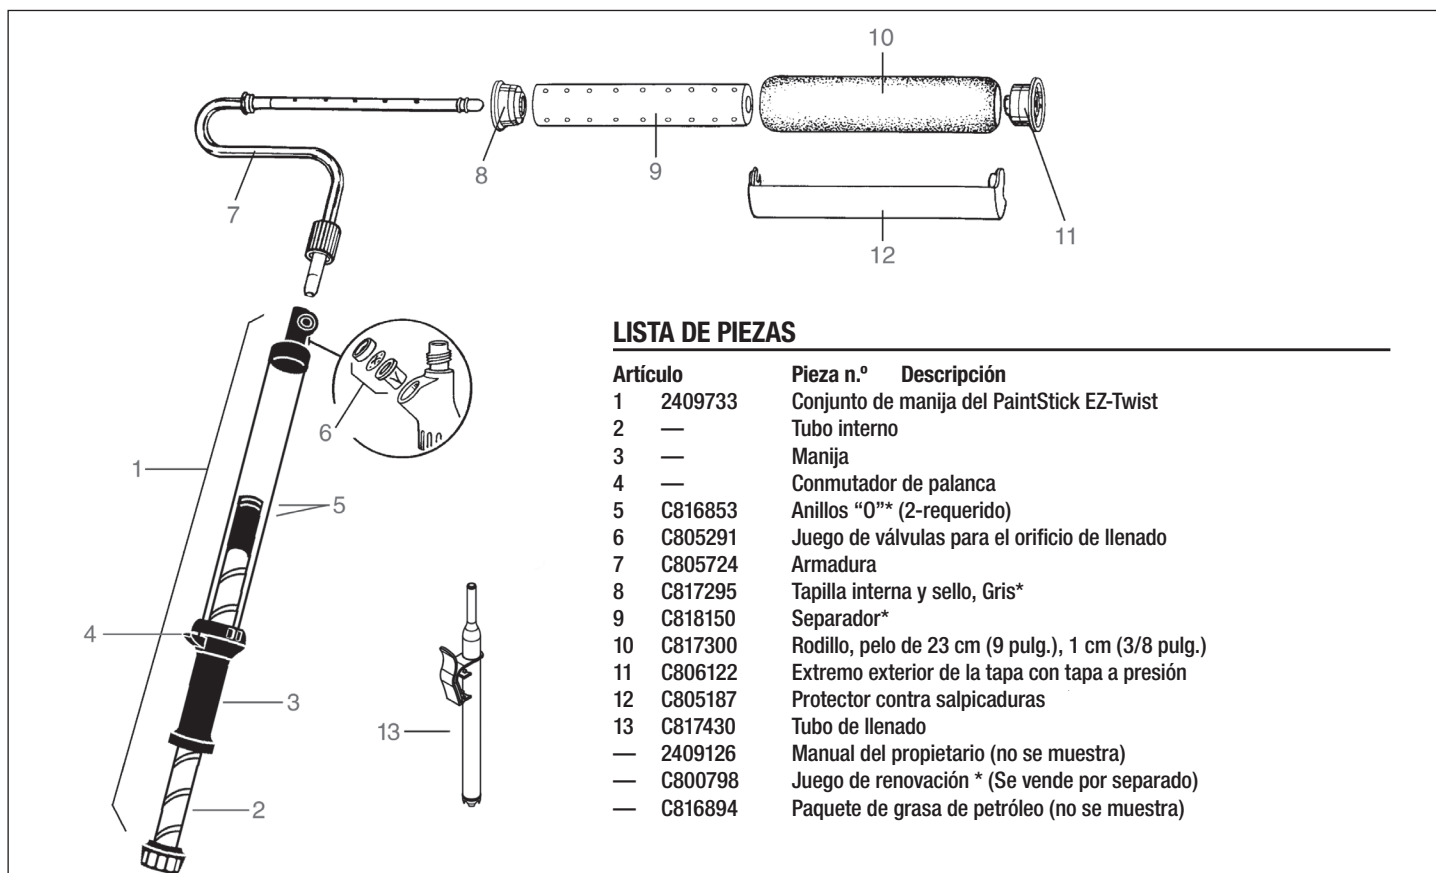 10
8
9
7
11
12
LISTA DE PIEZAS
Artículo Pieza n.º Descripción
1 2409733 Conjunto de manija del PaintStick EZ-Twist
2 — Tubo interno
3 — Manija
4 — Conmutador de palanca
5 C816853 Anillos “O”* (2-requerido)
6 C805291 Juego de válvulas para el orificio de llenado
7 C805724 Armadura
8 C817295 Tapilla interna y sello, Gris*
9 C818150 Separador*
10 C817300 Rodillo, pelo de 23 cm (9 pulg.), 1 cm (3/8 pulg.)
11 C806122 Extremo exterior de la tapa con tapa a presión
12 C805187 Protector contra salpicaduras
13 C817430 Tubo de llenado
— 2409126 Manual del propietario (no se muestra)
— C800798 Juego de renovación * (Se vende por separado)
— C816894 Paquete de grasa de petróleo (no se muestra)
6
1
5
4
3
13
2